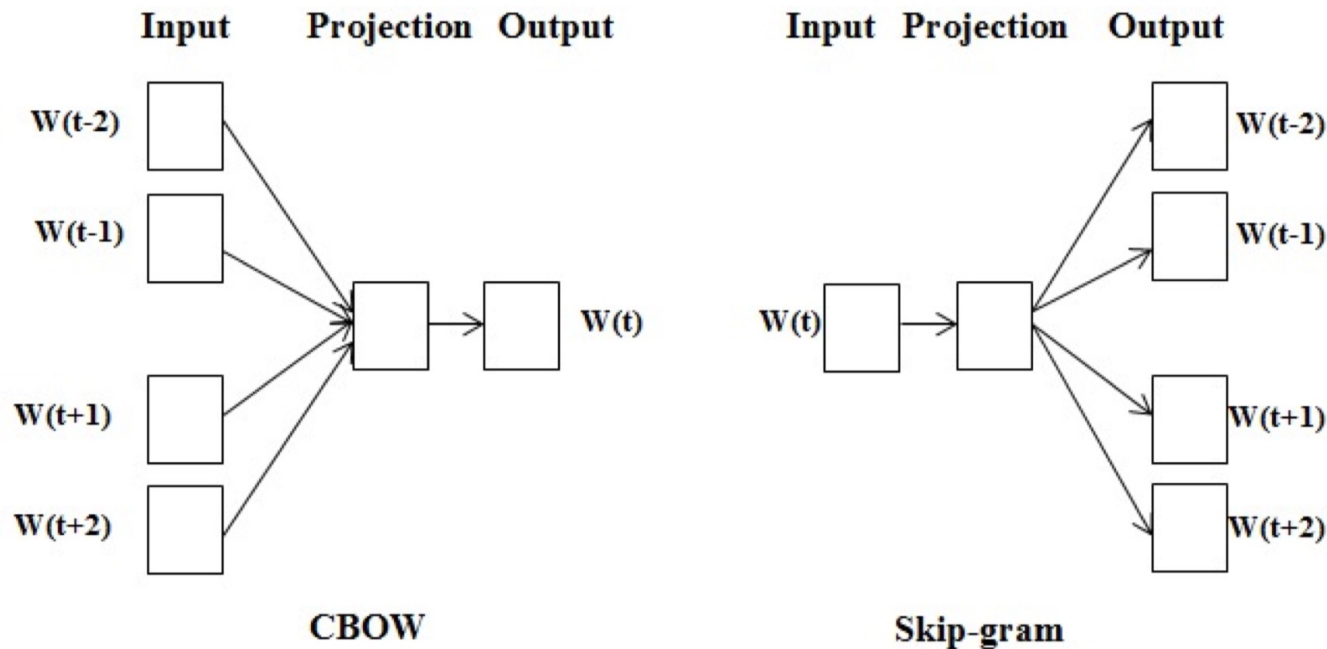 Input Projection Output
W(t-2)
W(t-1)
W(t)
W(t+1)
W(t+2)
CBOW
Input Projection Output
W(t-2)
W(t-1)
W(t)
W(t+1)
W(t+2)
Skip-gram